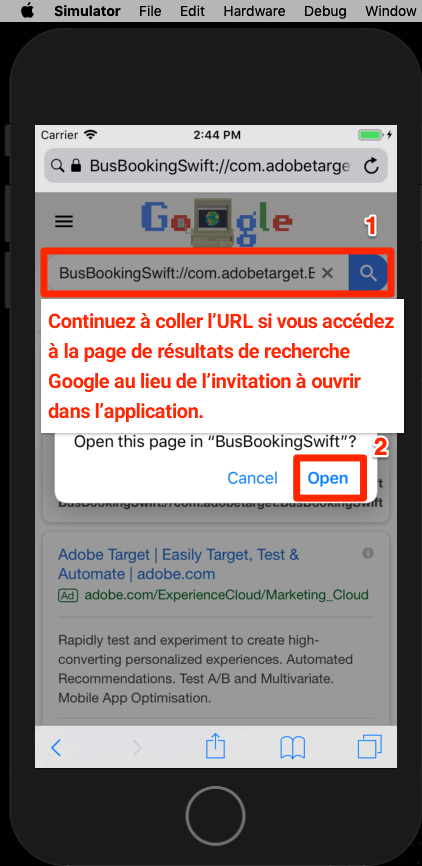 Simulator File Edit Hardware Debug Window
Carrier 2:44 PM
BusBookingSwift://com.adobetarge
Google
1
BusBookingSwift://com.adobetarget.B
Continuez à coller l’URL si vous accédez
à la page de résultats de recherche
Google au lieu de l’invitation à ouvrir
dans l’application.
Open this page in “BusBookingSwift”?
2
Cancel Open
BusBookingSwift://com.adobetarget.BusBookingSwift
Adobe Target | Easily Target, Test &
Automate | adobe.com
Ad adobe.com/ExperienceCloud/Marketing_Cloud
Rapidly test and experiment to create high-
converting personalized experiences. Automated
Recommendations. Test A/B and Multivariate.
Mobile App Optimisation.